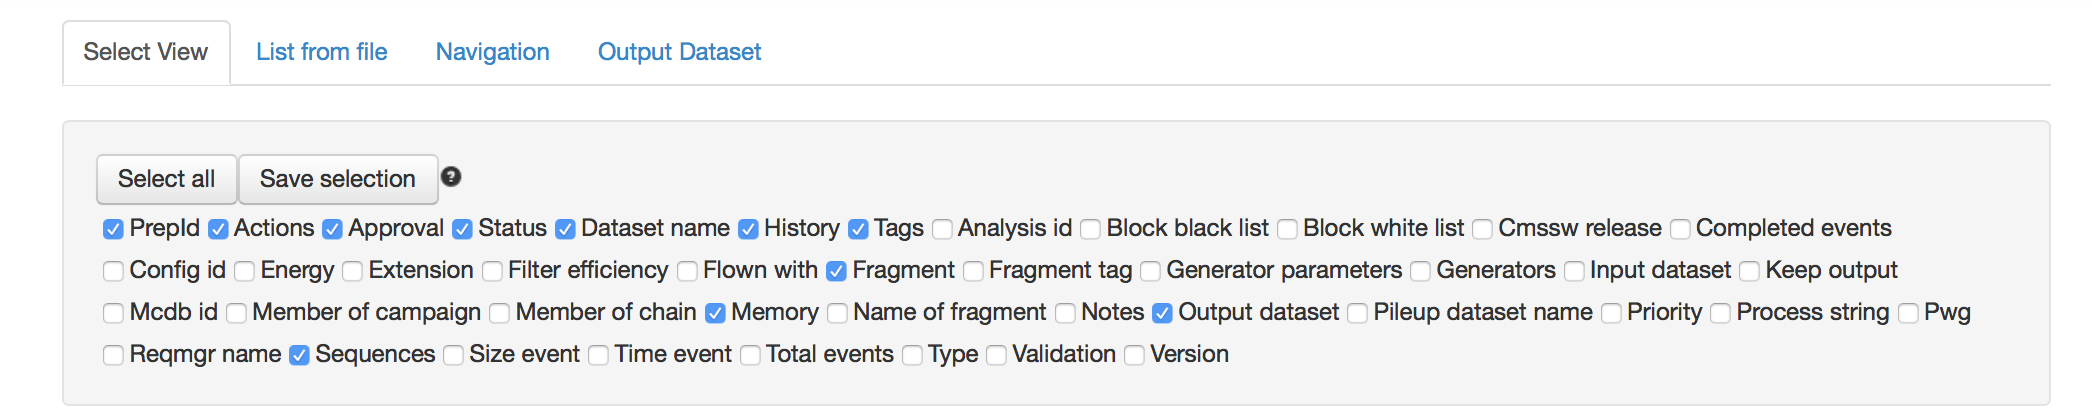 Select View List from file Navigation Output Dataset
Select all Save selection ?
PrepId Actions Approval Status Dataset name History Tags Analysis id Block black list Block white list Cmssw release Completed events
Config id Energy Extension Filter efficiency Flown with Fragment Fragment tag Generator parameters Generators Input dataset Keep output
Mcdb id Member of campaign Member of chain Memory Name of fragment Notes Output dataset Pileup dataset name Priority Process string Pwg
Reqmgr name Sequences Size event Time event Total events Type Validation Version